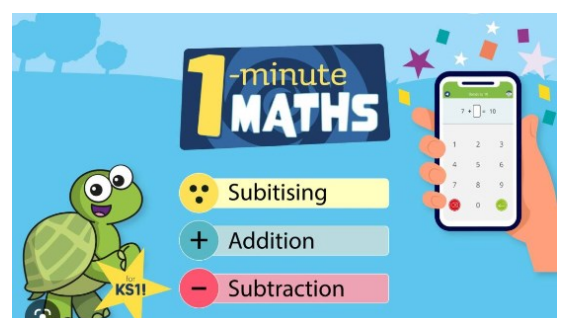 1-minute
MATHS
Subitising
+ Addition
- Subtraction
for
KS1!
7 + = 10
1 2 3
4 5 6
7 8 9
0